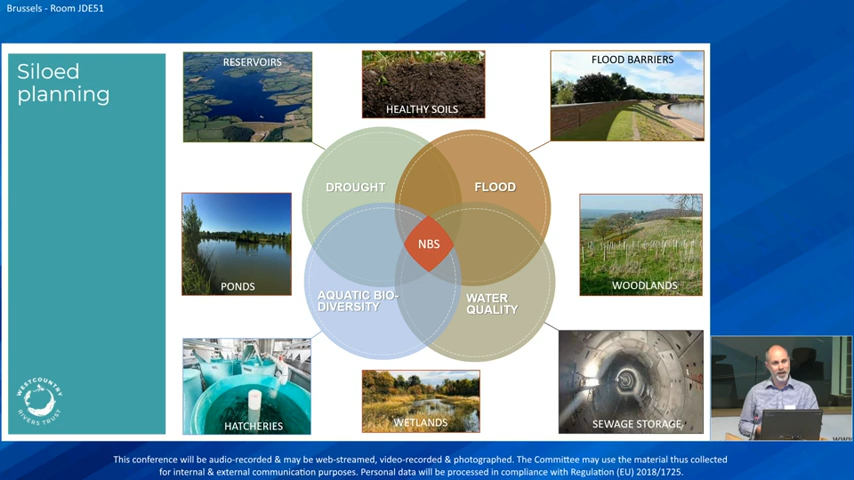 Brussels - Room JDE51
Siloed
planning
RESERVOIRS
HEALTHY SOILS
FLOOD BARRIERS
DROUGHT
FLOOD
NBS
PONDS
WOODLANDS
AQUATIC BIO-
DIVERSITY
WATER
QUALITY
HATCHERIES
WETLANDS
SEWAGE STORAGE
WESTCOUNTRY
RIVERS TRUST
This conference will be audio-recorded & may be web-streamed, video-recorded & photographed. The Committee may use the material thus collected
for internal & external communication purposes. Personal data will be processed in compliance with Regulation (EU) 2018/1725.